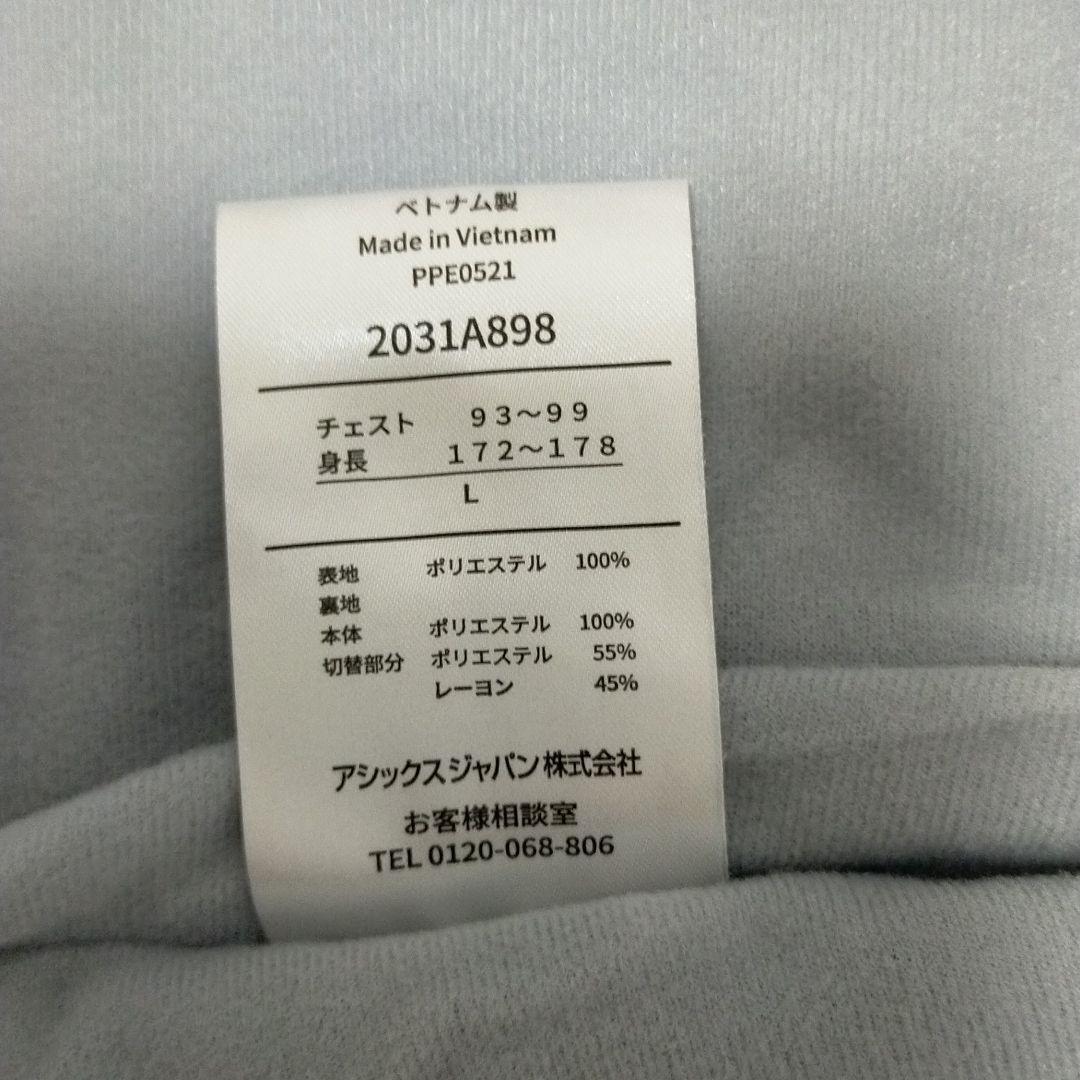 ベトナム製
Made in Vietnam
PPE0521
2031A898
チェスト 93～99
身長 172～178
L
表地 ポリエステル 100%
裏地
本体 ポリエステル 100%
切替部分 ポリエステル 55%
レーヨン 45%
アシックスジャパン株式会社
お客様相談室
TEL 0120-068-806